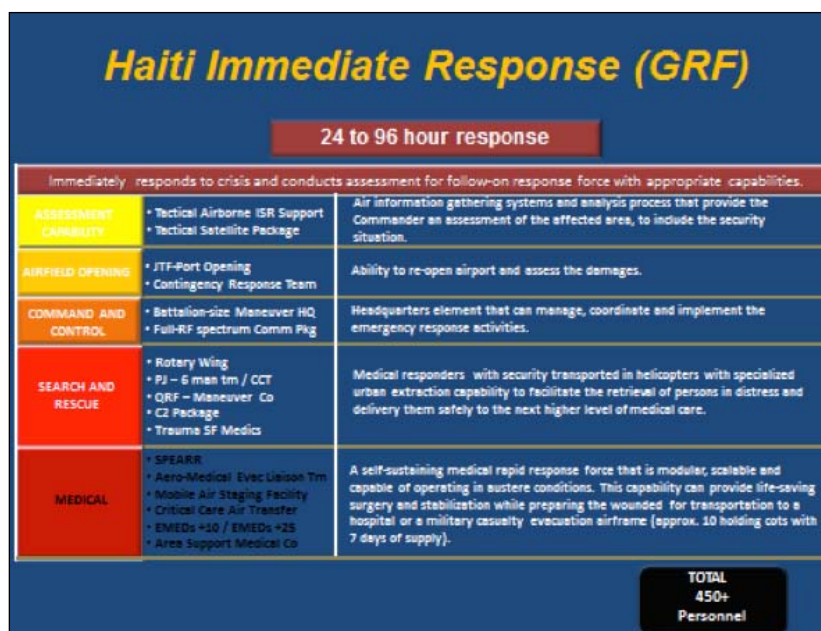 Haiti Immediate Response (GRF)
24 to 96 hour response
Immediately responds to crisis and conducts assessment for follow-on response force with appropriate capabilities.
ASSESSMENT
CAPABILITY
• Tactical Airborne ISR Support
• Tactical Satellite Package
Air information gathering systems and analysis process that provide the
Commander an assessment of the affected area, to include the security
situation.
AIRFIELD OPENING
• JTF-Port Opening
• Contingency Response Team
Ability to re-open airport and assess the damages.
COMMAND AND
CONTROL
• Battalion-size Maneuver HQ
• Full-RF spectrum Comm Pkg
Headquarters element that can manage, coordinate and implement the
emergency response activities.
SEARCH AND
RESCUE
• Rotary Wing
• PJ – 6 man tm / CCT
• QRF – Maneuver Co
• C2 Package
• Trauma SF Medics
Medical responders with security transported in helicopters with specialized
urban extraction capability to facilitate the retrieval of persons in distress and
delivery them safely to the next higher level of medical care.
MEDICAL
• SPEARR
• Aero-Medical Evac Liaison Tm
• Mobile Air Staging Facility
• Critical Care Air Transfer
• EMEDs +10 / EMEDs +25
• Area Support Medical Co
A self-sustaining medical rapid response force that is modular, scalable and
capable of operating in austere conditions. This capability can provide life-saving
surgery and stabilization while preparing the wounded for transportation to a
hospital or a military casualty evacuation airframe (approx. 10 holding cots with
7 days of supply).
TOTAL
450+
Personnel